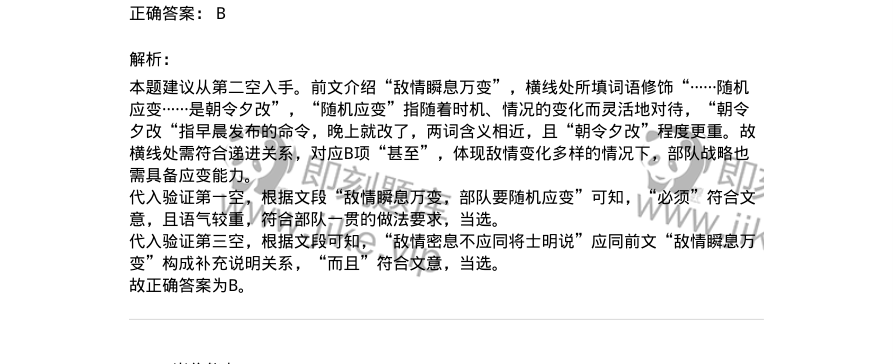 正确答案： B
解析：
本题建议从第二空入手。前文介绍“敌情瞬息万变”，横线处所填词语修饰“……随机
应变……是朝令夕改”，“随机应变”指随着时机、情况的变化而灵活地对待，“朝令
夕改“指早晨发布的命令，晚上就改了，两词含义相近，且“朝令夕改”程度更重。故
横线处需符合递进关系，对应B项“甚至”，体现敌情变化多样的情况下，部队战略也
需具备应变能力。
代入验证第一空，根据文段“敌情瞬息万变，部队要随机应变”可知，“必须”符合文
意，且语气较重，符合部队一贯的做法要求，当选。
代入验证第三空，根据文段可知，“敌情密息不应同将士明说”应同前文“敌情瞬息万
变”构成补充说明关系，“而且”符合文意，当选。
故正确答案为B。
即刻题库
www.jike.vip
即刻
www.jik